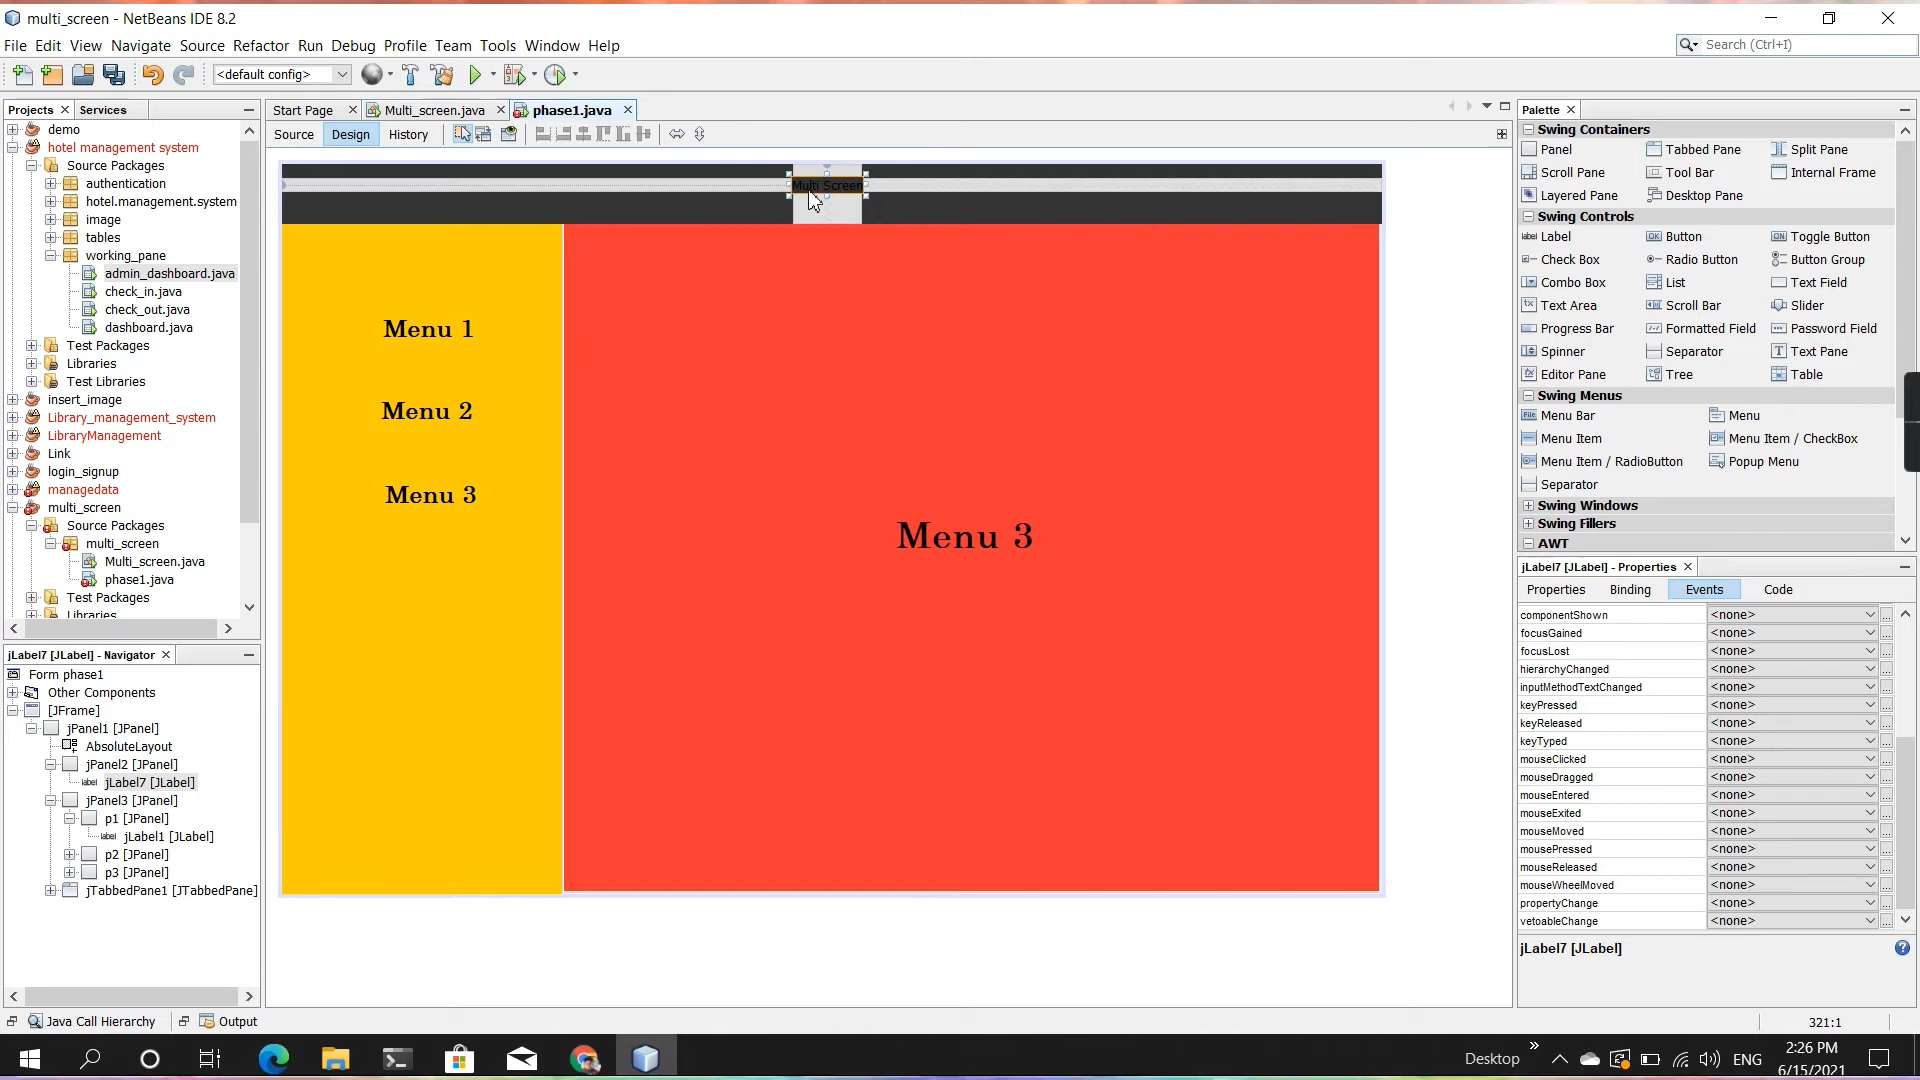 multi_screen - NetBeans IDE 8.2
File Edit View Navigate Source Refactor Run Debug Profile Team Tools Window Help
Search (Ctrl+I)
<default config>
Projects
Services
demo
hotel management system
Source Packages
authentication
hotel.management.system
image
tables
working_pane
admin_dashboard.java
check_in.java
check_out.java
dashboard.java
Test Packages
Libraries
Test Libraries
insert_image
Library_management_system
LibraryManagement
Link
login_signup
managedata
multi_screen
Source Packages
multi_screen
Multi_screen.java
phase1.java
Test Packages
Libraries
jLabel7 [JLabel] - Navigator
Form phase1
Other Components
[JFrame]
jPanel1 [JPanel]
AbsoluteLayout
jPanel2 [JPanel]
label jLabel7 [JLabel]
jPanel3 [JPanel]
p1 [JPanel]
label jLabel1 [JLabel]
p2 [JPanel]
p3 [JPanel]
jTabbedPane1 [JTabbedPane]
Start Page
Multi_screen.java
phase1.java
Source Design History
Multi Screen
Menu 1
Menu 2
Menu 3
Menu 3
Palette
Swing Containers
Panel Tabbed Pane Split Pane
Scroll Pane Tool Bar Internal Frame
Layered Pane Desktop Pane
Swing Controls
label Label OK Button ON Toggle Button
Check Box Radio Button Button Group
Combo Box List Text Field
Text Area Scroll Bar Slider
Progress Bar Formatted Field Password Field
Spinner Separator Text Pane
Editor Pane Tree Table
Swing Menus
File Menu Bar Menu
Menu Item Menu Item / CheckBox
Menu Item / RadioButton Popup Menu
Separator
Swing Windows
Swing Fillers
AWT
jLabel7 [JLabel] - Properties
Properties Binding Events Code
componentShown <none> ...
focusGained <none> ...
focusLost <none> ...
hierarchyChanged <none> ...
inputMethodTextChanged <none> ...
keyPressed <none> ...
keyReleased <none> ...
keyTyped <none> ...
mouseClicked <none> ...
mouseDragged <none> ...
mouseEntered <none> ...
mouseExited <none> ...
mouseMoved <none> ...
mousePressed <none> ...
mouseReleased <none> ...
mouseWheelMoved <none> ...
propertyChange <none> ...
vetoableChange <none> ...
jLabel7 [JLabel]
Java Call Hierarchy
Output
321:1
Desktop
ENG
2:26 PM
6/15/2021